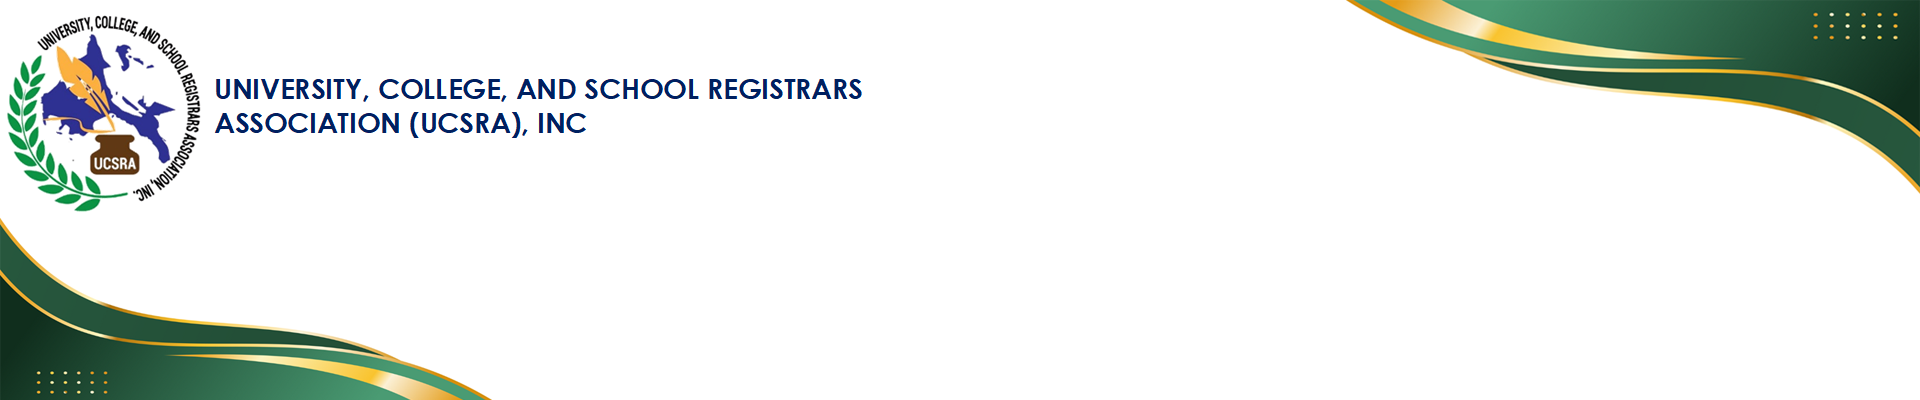 UNIVERSITY, COLLEGE, AND SCHOOL REGISTRARS ASSOCIATION, INC.
UCSRA
UNIVERSITY, COLLEGE, AND SCHOOL REGISTRARS
ASSOCIATION (UCSRA), INC